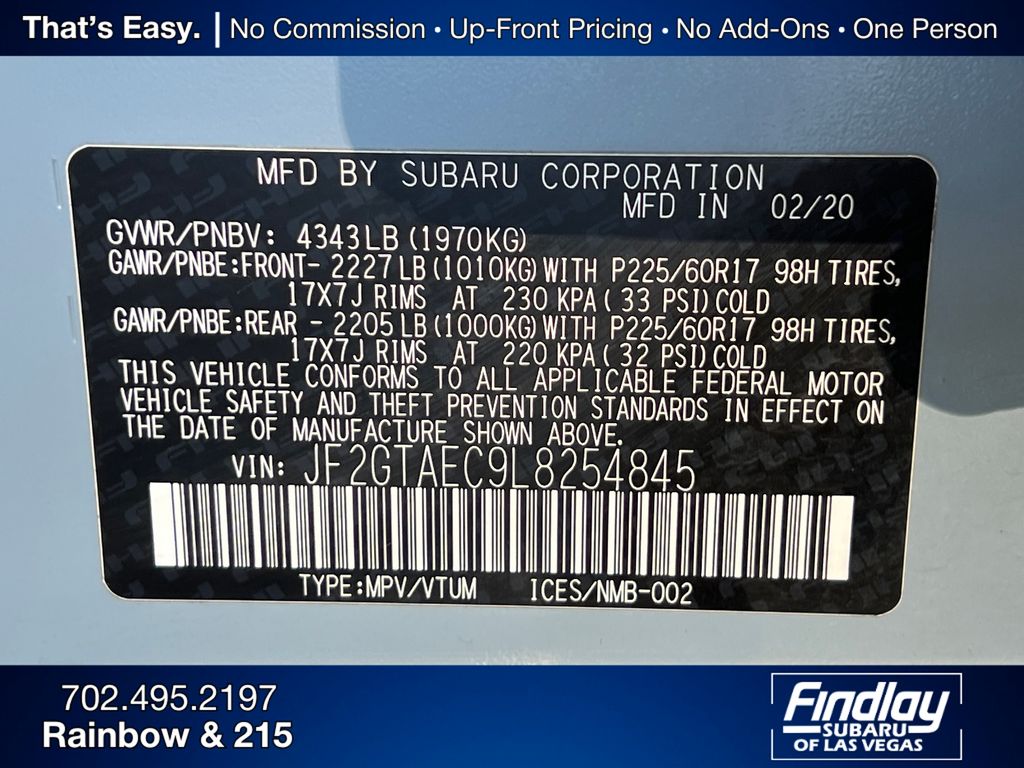 That's Easy. | No Commission • Up-Front Pricing • No Add-Ons • One Person
MFD BY SUBARU CORPORATION
MFD IN 02/20
GVWR/PNBV: 4343LB (1970KG)
GAWR/PNBE:FRONT- 2227LB(1010KG)WITH P225/60R17 98H TIRES,
17X7J RIMS AT 230 KPA( 33 PSI)COLD
GAWR/PNBE:REAR - 2205LB(1000KG)WITH P225/60R17 98H TIRES,
17X7J RIMS AT 220 KPA( 32 PSI)COLD
THIS VEHICLE CONFORMS TO ALL APPLICABLE FEDERAL MOTOR
VEHICLE SAFETY AND THEFT PREVENTION STANDARDS IN EFFECT ON
THE DATE OF MANUFACTURE SHOWN ABOVE.
VIN: JF2GTAEC9L8254845
TYPE:MPV/VTUM ICES/NMB-002
702.495.2197
Rainbow & 215
Findlay
SUBARU
OF LAS VEGAS